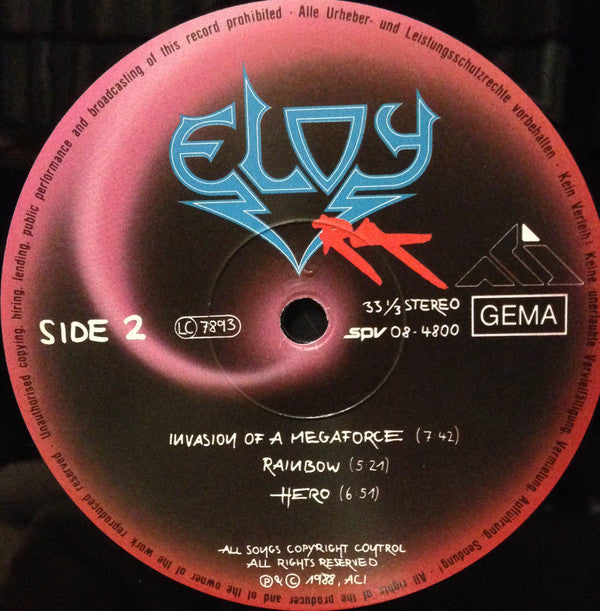 · Alle Urheber- und Leistungsschutzrechte vorbehalten · Kein Verleih! Keine unerlaubte Vervielfältigung, Vermietung, Aufführung, Sendung! · All rights of the producer and of the owner of the work reproduced reserved · Unauthorised copying, hiring, lending, public performance and broadcasting of this record prohibited
ELOY
RA
SIDE 2
LC 7893
33 1/3 STEREO
SPV 08-4800
GEMA
INVASION OF A MEGAFORCE (7 42)
RAINBOW (5:21)
HERO (6:51)
ALL SONGS COPYRIGHT COYTROL
ALL RIGHTS RESERVED
℗ & © 1988, ACI